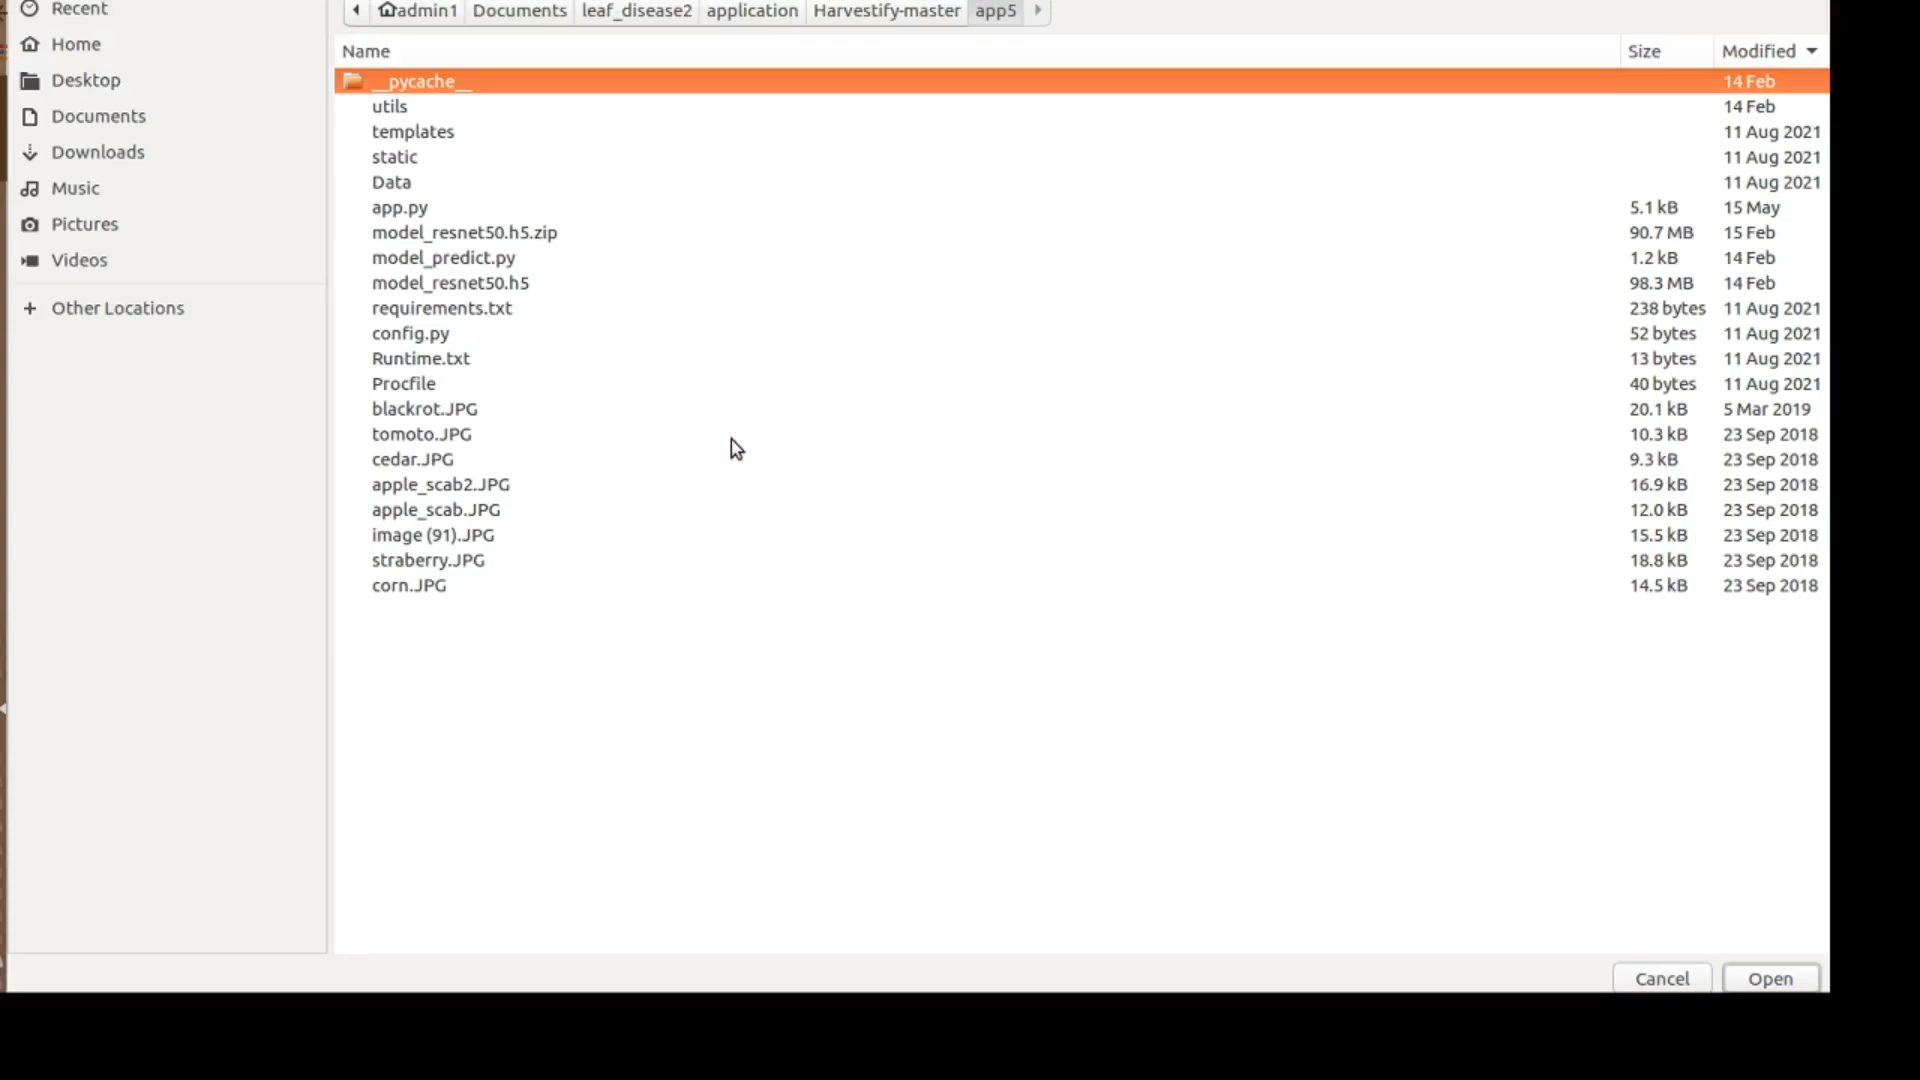 Recent
Home
Desktop
Documents
Downloads
Music
Pictures
Videos
Other Locations
admin1 Documents leaf_disease2 application Harvestify-master app5
Name Size Modified
__pycache__ 14 Feb
utils 14 Feb
templates 11 Aug 2021
static 11 Aug 2021
Data 11 Aug 2021
app.py 5.1 kB 15 May
model_resnet50.h5.zip 90.7 MB 15 Feb
model_predict.py 1.2 kB 14 Feb
model_resnet50.h5 98.3 MB 14 Feb
requirements.txt 238 bytes 11 Aug 2021
config.py 52 bytes 11 Aug 2021
Runtime.txt 13 bytes 11 Aug 2021
Procfile 40 bytes 11 Aug 2021
blackrot.JPG 20.1 kB 5 Mar 2019
tomoto.JPG 10.3 kB 23 Sep 2018
cedar.JPG 9.3 kB 23 Sep 2018
apple_scab2.JPG 16.9 kB 23 Sep 2018
apple_scab.JPG 12.0 kB 23 Sep 2018
image (91).JPG 15.5 kB 23 Sep 2018
straberry.JPG 18.8 kB 23 Sep 2018
corn.JPG 14.5 kB 23 Sep 2018
Cancel Open